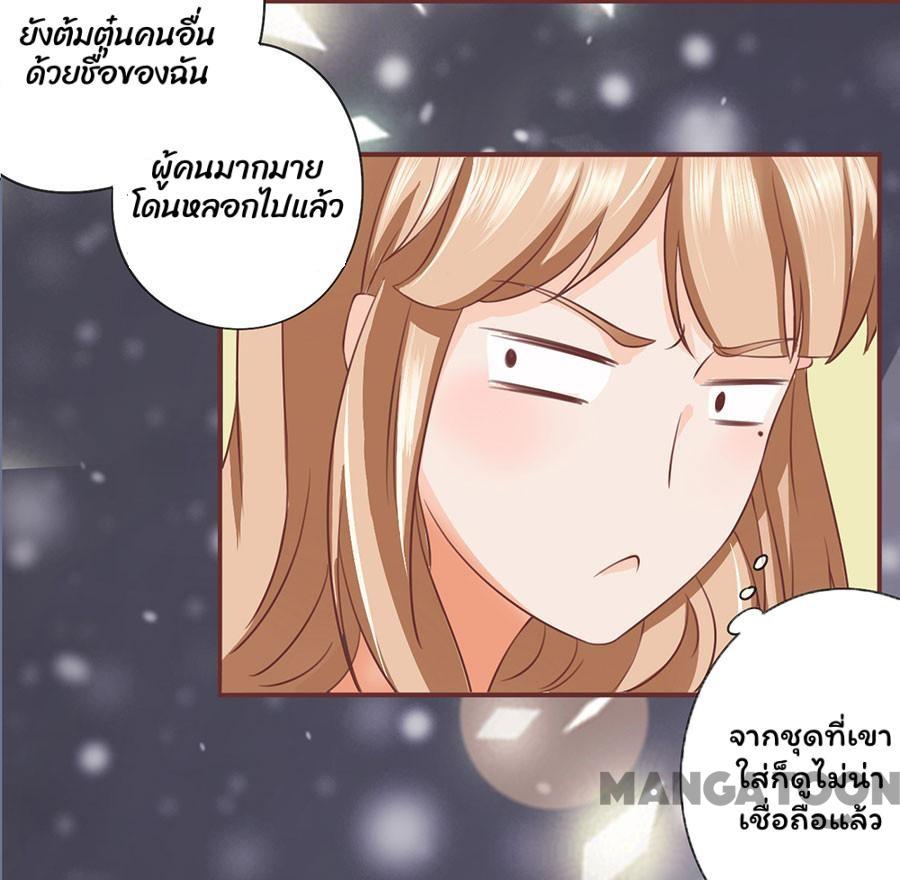 ยังต้มตุ๋นคนอื่น
ด้วยชื่อของฉัน
ผู้คนมากมาย
โดนหลอกไปแล้ว
จากชุดที่เขา
ใส่ก็ดูไม่น่า
เชื่อถือแล้ว
MANGATOON